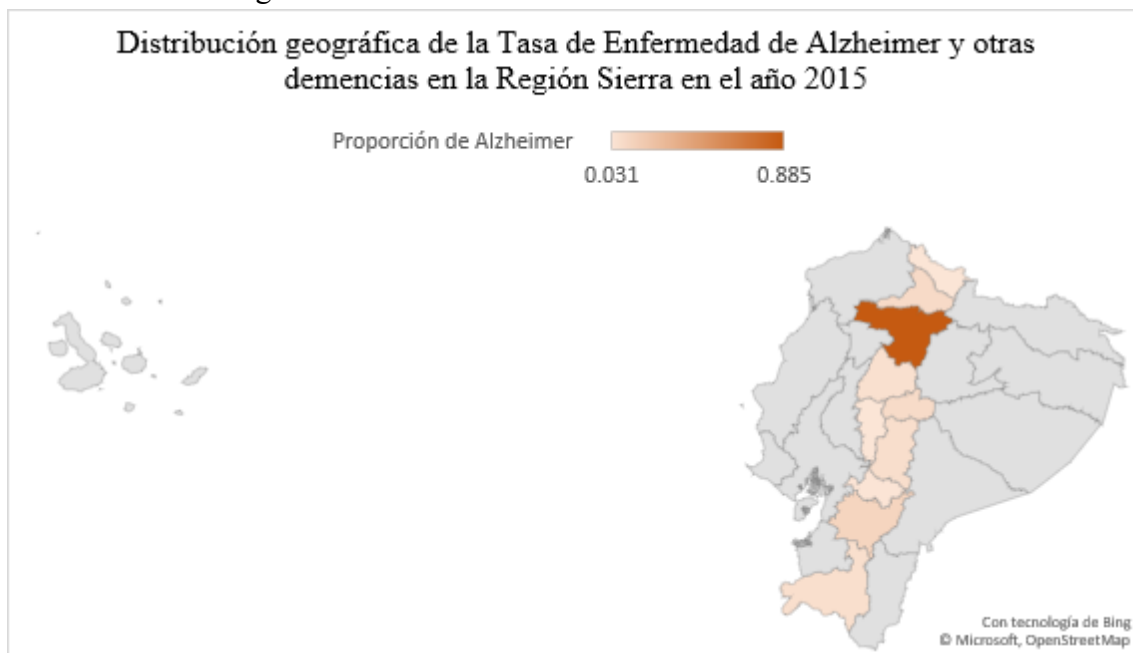 Distribución geográfica de la Tasa de Enfermedad de Alzheimer y otras
demencias en la Región Sierra en el año 2015
Proporción de Alzheimer
0.031 0.885
Con tecnología de Bing
© Microsoft, OpenStreetMap